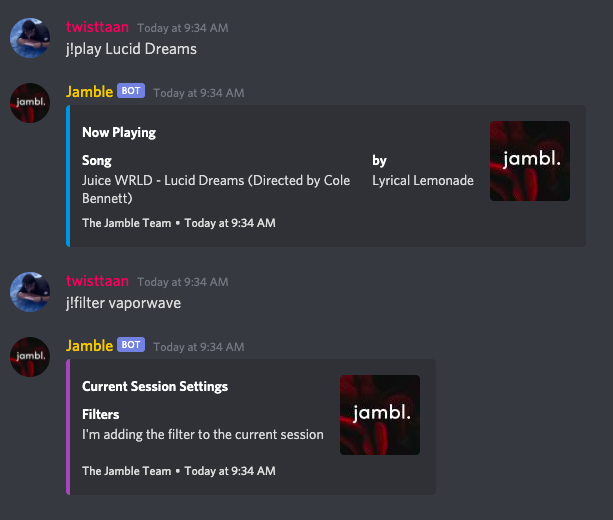 twisttaan Today at 9:34 AM
j!play Lucid Dreams
jambl.
Jamble BOT Today at 9:34 AM
Now Playing
Song by
Juice WRLD - Lucid Dreams (Directed by Cole Lyrical Lemonade
Bennett)
jambl.
The Jamble Team • Today at 9:34 AM
twisttaan Today at 9:34 AM
j!filter vaporwave
jambl.
Jamble BOT Today at 9:34 AM
Current Session Settings
Filters
I'm adding the filter to the current session
jambl.
The Jamble Team • Today at 9:34 AM